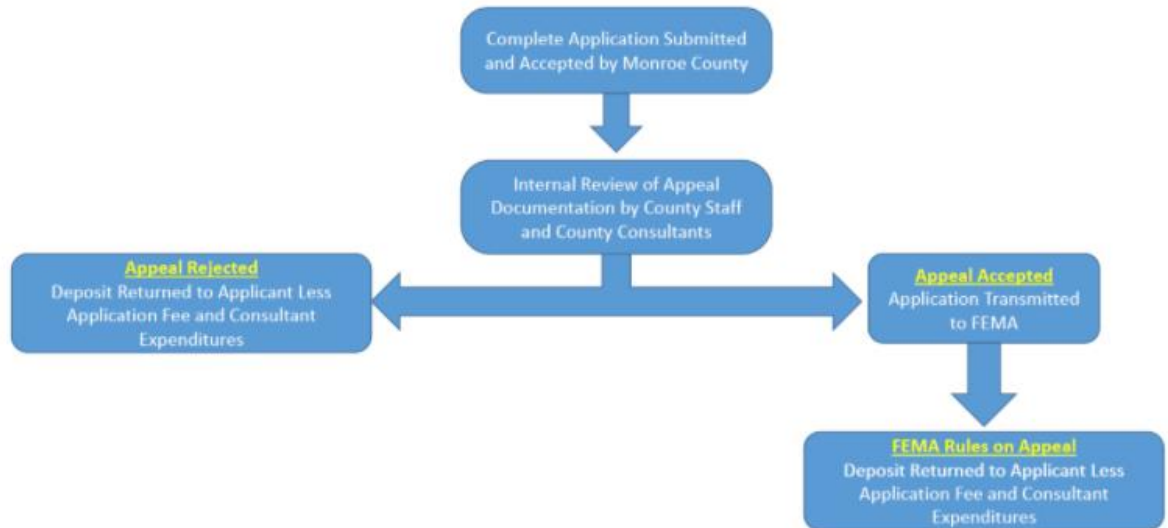 Complete Application Submitted
and Accepted by Monroe County
Internal Review of Appeal
Documentation by County Staff
and County Consultants
Appeal Rejected
Deposit Returned to Applicant Less
Application Fee and Consultant
Expenditures
Appeal Accepted
Application Transmitted
to FEMA
FEMA Rules on Appeal
Deposit Returned to Applicant Less
Application Fee and Consultant
Expenditures